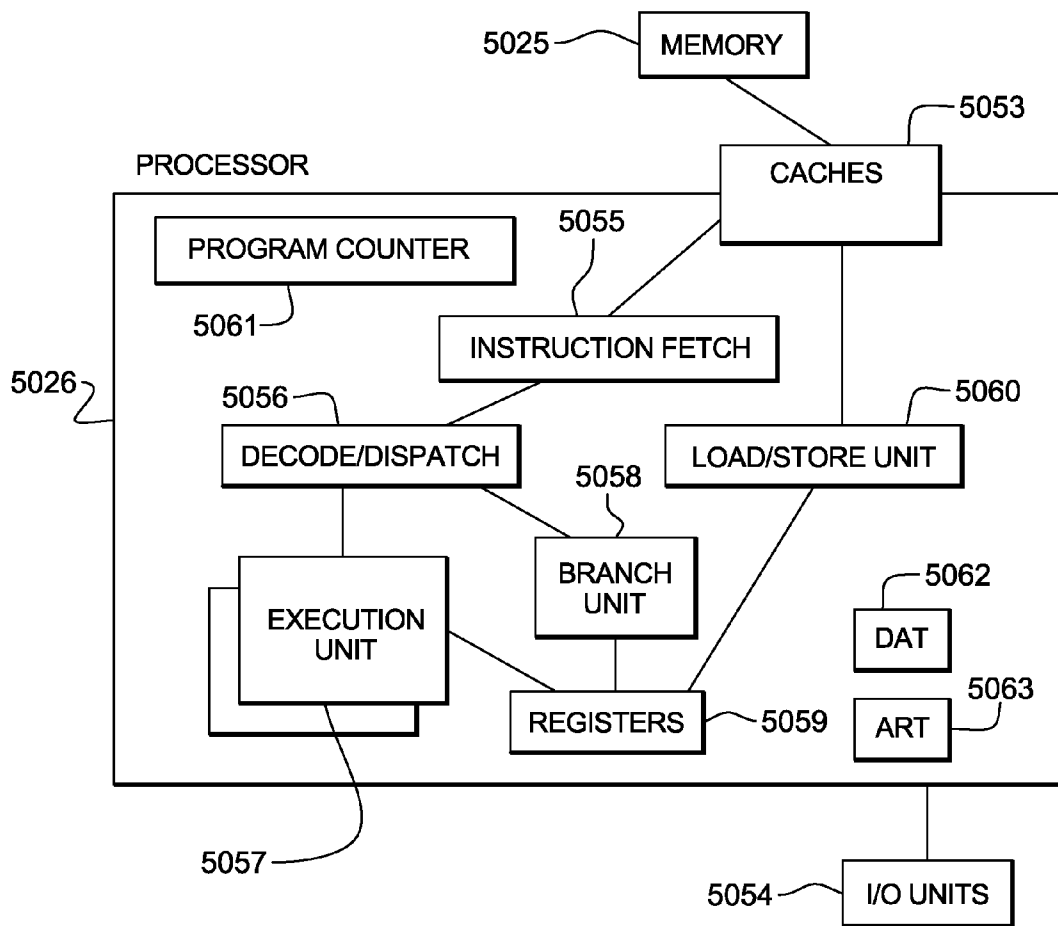 5025
MEMORY
5053
PROCESSOR
CACHES
PROGRAM COUNTER
5055
5061
INSTRUCTION FETCH
5026
5056
5060
DECODE/DISPATCH
LOAD/STORE UNIT
5058
BRANCH
UNIT
5062
EXECUTION
UNIT
DAT
5063
REGISTERS
5059
ART
5057
5054
I/O UNITS